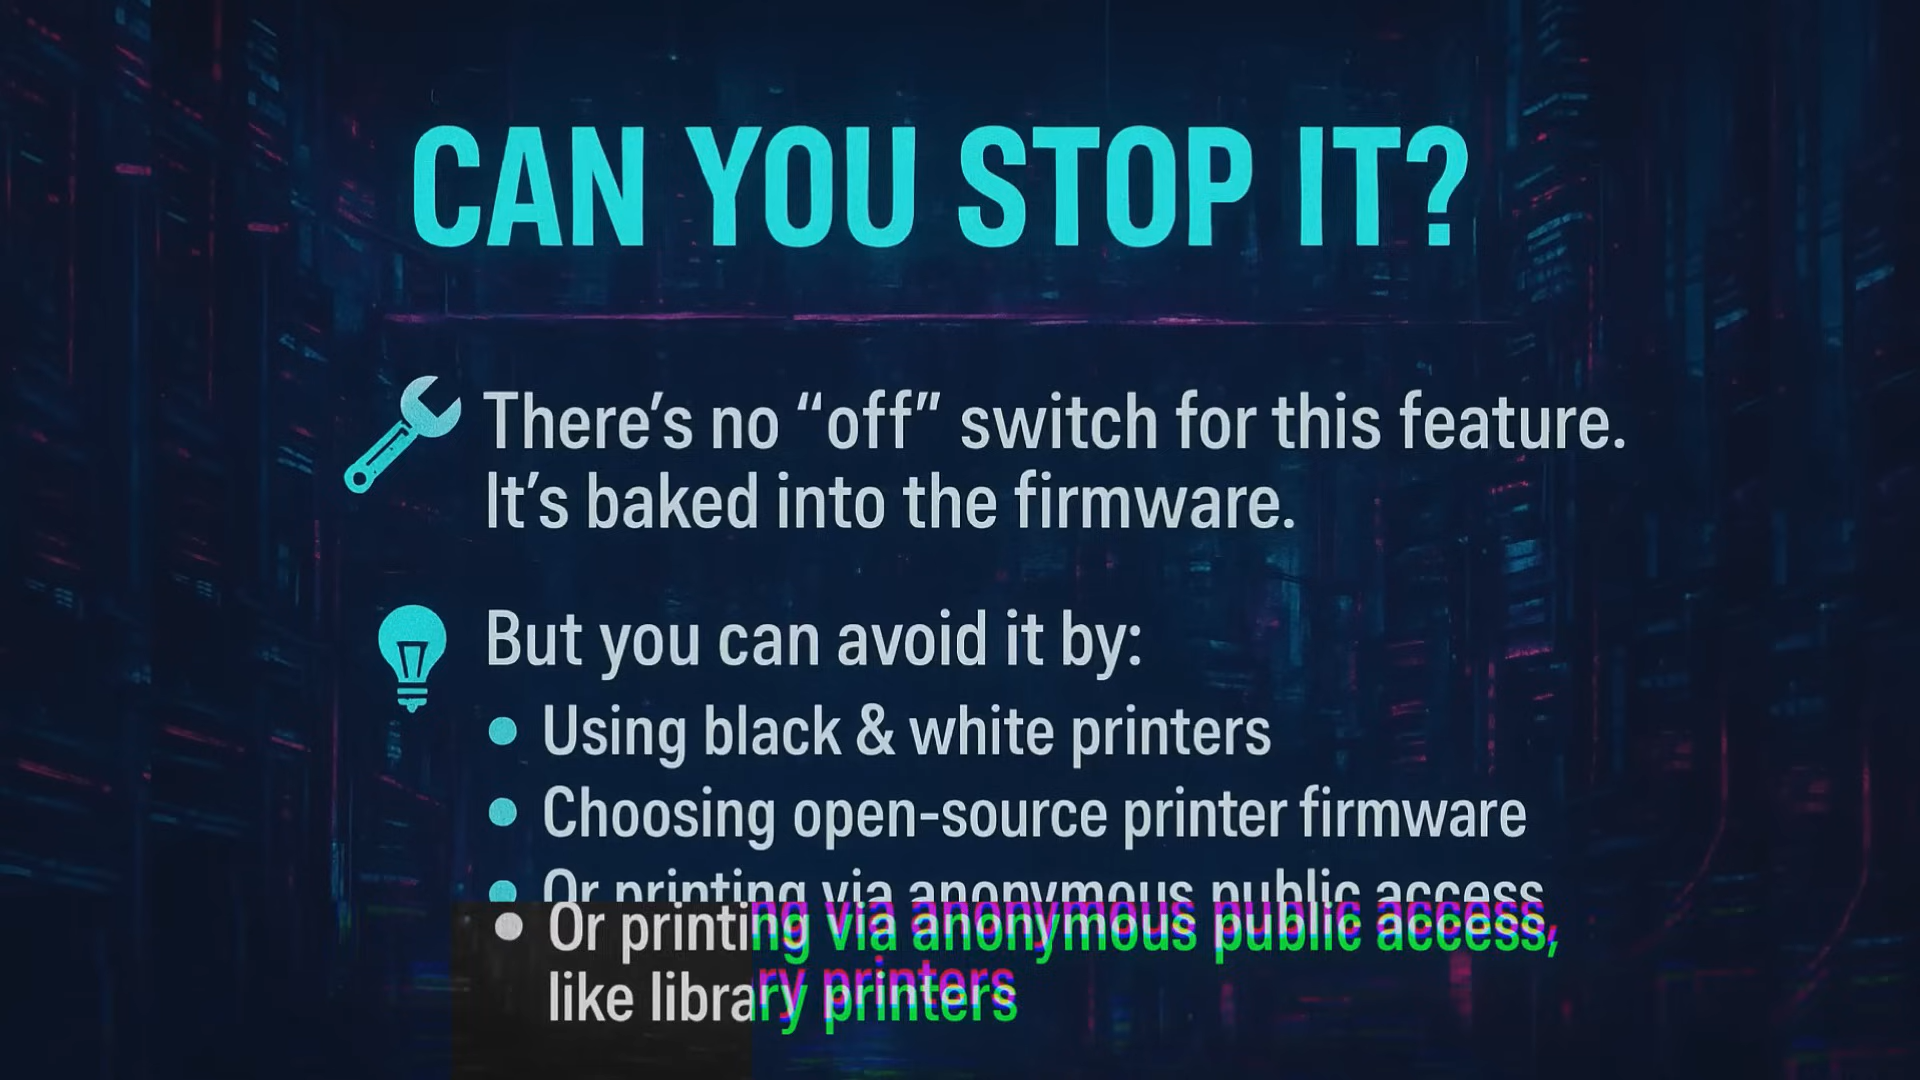 CAN YOU STOP IT?
There’s no “off” switch for this feature.
It’s baked into the firmware.
But you can avoid it by:
• Using black & white printers
• Choosing open-source printer firmware
• Or printing via anonymous public access
• Or printing via anonymous public access,
like library printers